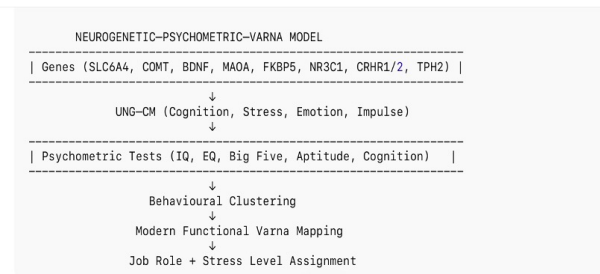 NEUROGENETIC–PSYCHOMETRIC–VARNA MODEL
| Genes (SLC6A4, COMT, BDNF, MAOA, FKBP5, NR3C1, CRHR1/2, TPH2) |
↓
UNG–CM (Cognition, Stress, Emotion, Impulse)
↓
| Psychometric Tests (IQ, EQ, Big Five, Aptitude, Cognition) |
↓
Behavioural Clustering
↓
Modern Functional Varna Mapping
↓
Job Role + Stress Level Assignment